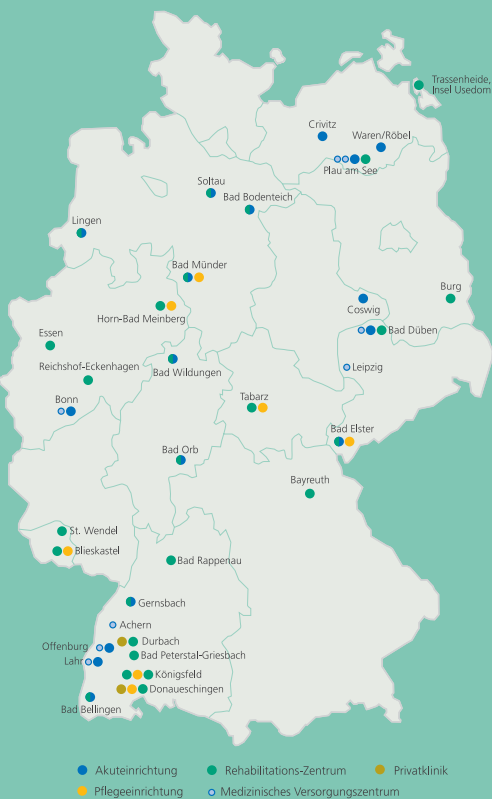 Trassenheide,
Insel Usedom
Crivitz
Waren/Röbel
Plau am See
Soltau
Bad Bodenteich
Lingen
Bad Münder
Burg
Horn-Bad Meinberg
Coswig
Bad Düben
Essen
Leipzig
Reichshof-Eckenhagen
Bad Wildungen
Bonn
Tabarz
Bad Elster
Bad Orb
Bayreuth
St. Wendel
Blieskastel
Bad Rappenau
Gernsbach
Achern
Offenburg
Durbach
Bad Peterstal-Griesbach
Lahr
Königsfeld
Donaueschingen
Bad Bellingen
Akuteinrichtung
Rehabilitations-Zentrum
Privatklinik
Pflegeeinrichtung
Medizinisches Versorgungszentrum